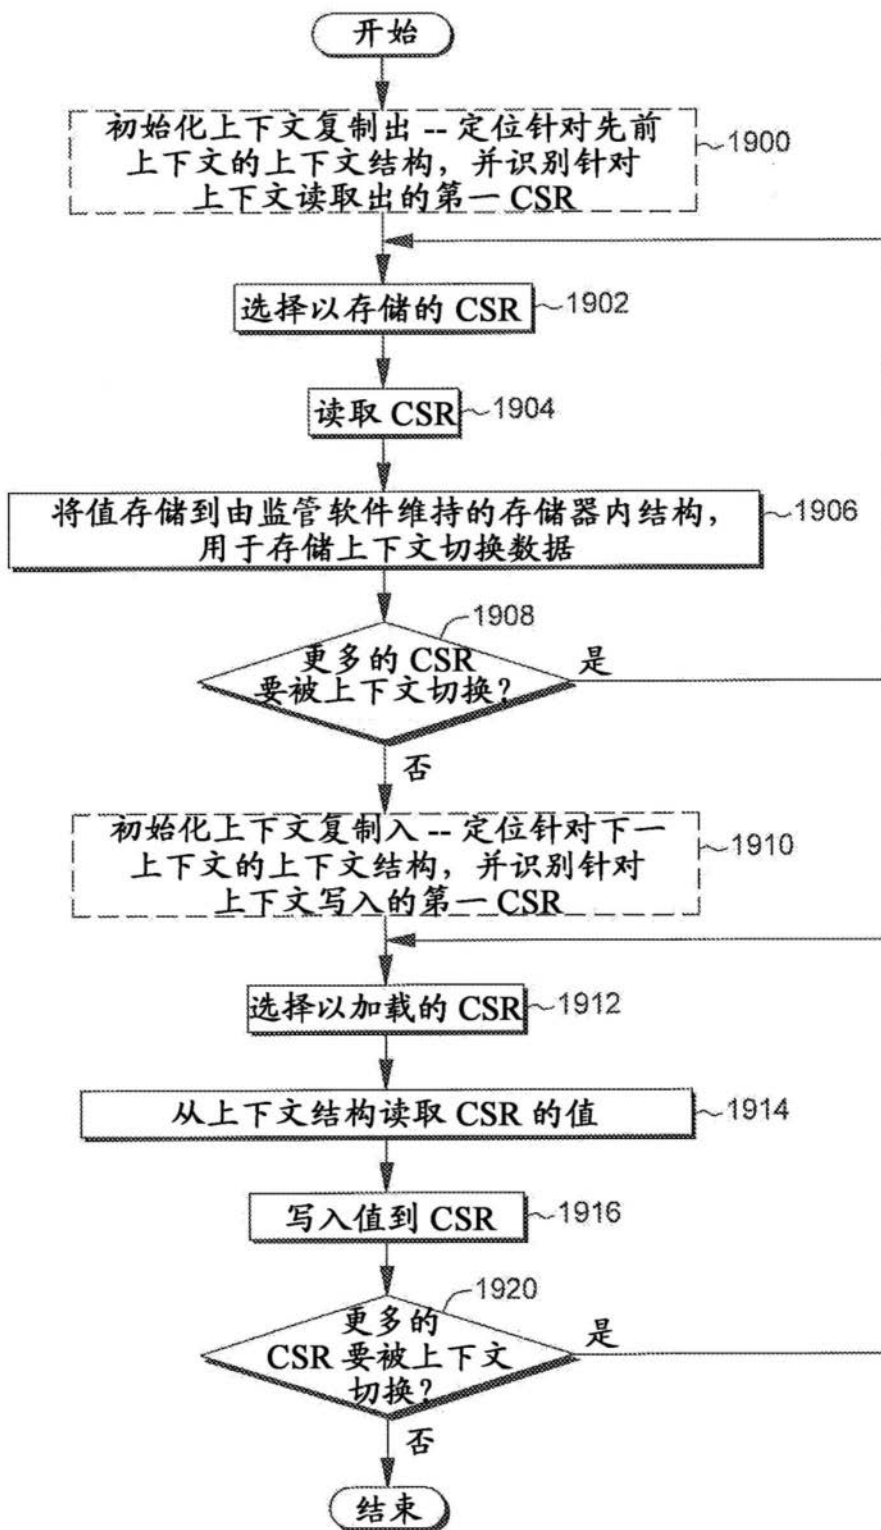 开始
初始化上下文复制出 -- 定位针对先前
上下文的上下文结构，并识别针对
上下文读取出的第一 CSR
1900
选择以存储的 CSR
1902
读取 CSR
1904
将值存储到由监管软件维持的存储器内结构，
用于存储上下文切换数据
1906
1908
更多的 CSR
要被上下文切换?
是
否
初始化上下文复制入 -- 定位针对下一
上下文的上下文结构，并识别针对
上下文写入的第一 CSR
1910
选择以加载的 CSR
1912
从上下文结构读取 CSR 的值
1914
写入值到 CSR
1916
1920
更多的
CSR 要被上下文
切换?
是
否
结束